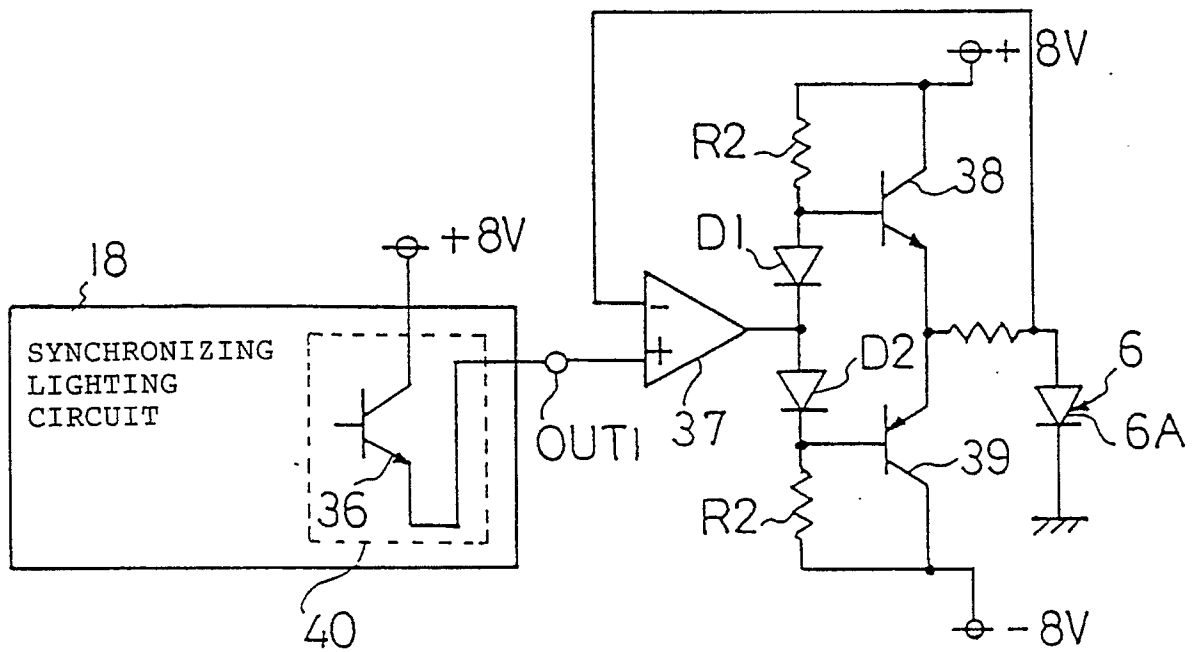 +8V
R2
38
D1
+8V
18
SYNCHRONIZING
LIGHTING
CIRCUIT
-
+
37
OUT1
D2
6
6A
36
39
R2
40
-8V